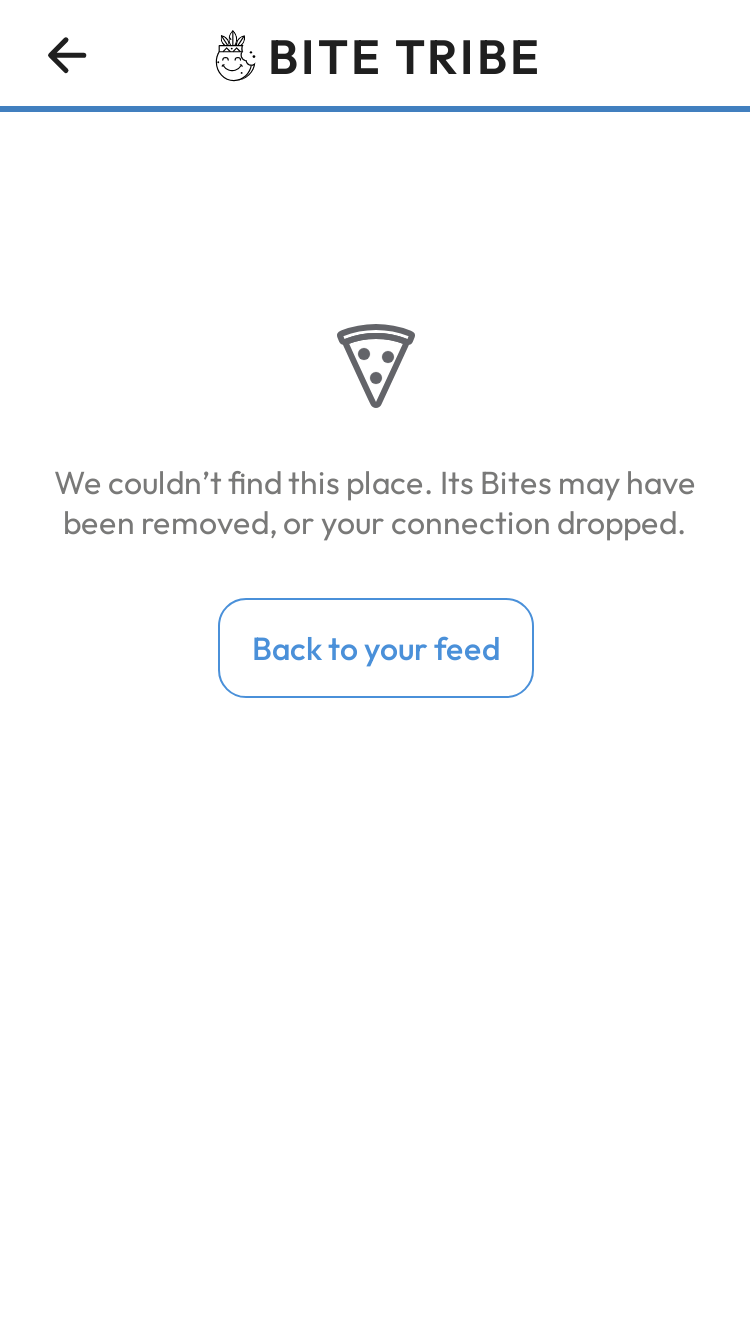 BITE TRIBE
We couldn’t find this place. Its Bites may have
been removed, or your connection dropped.
Back to your feed